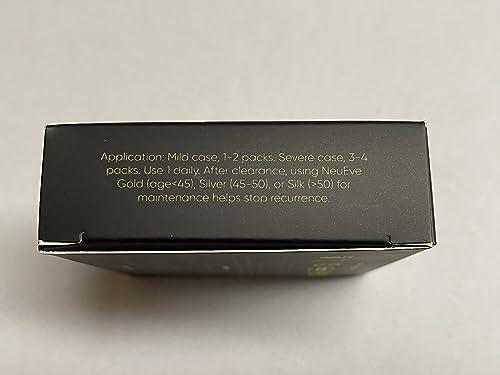 Application: Mild case, 1-2 packs. Severe case, 3-4
packs. Use 1 daily. After clearance, using NeuEve
Gold (age<45), Silver (45-50), or Silk (>50) for
maintenance helps stop recurrence.